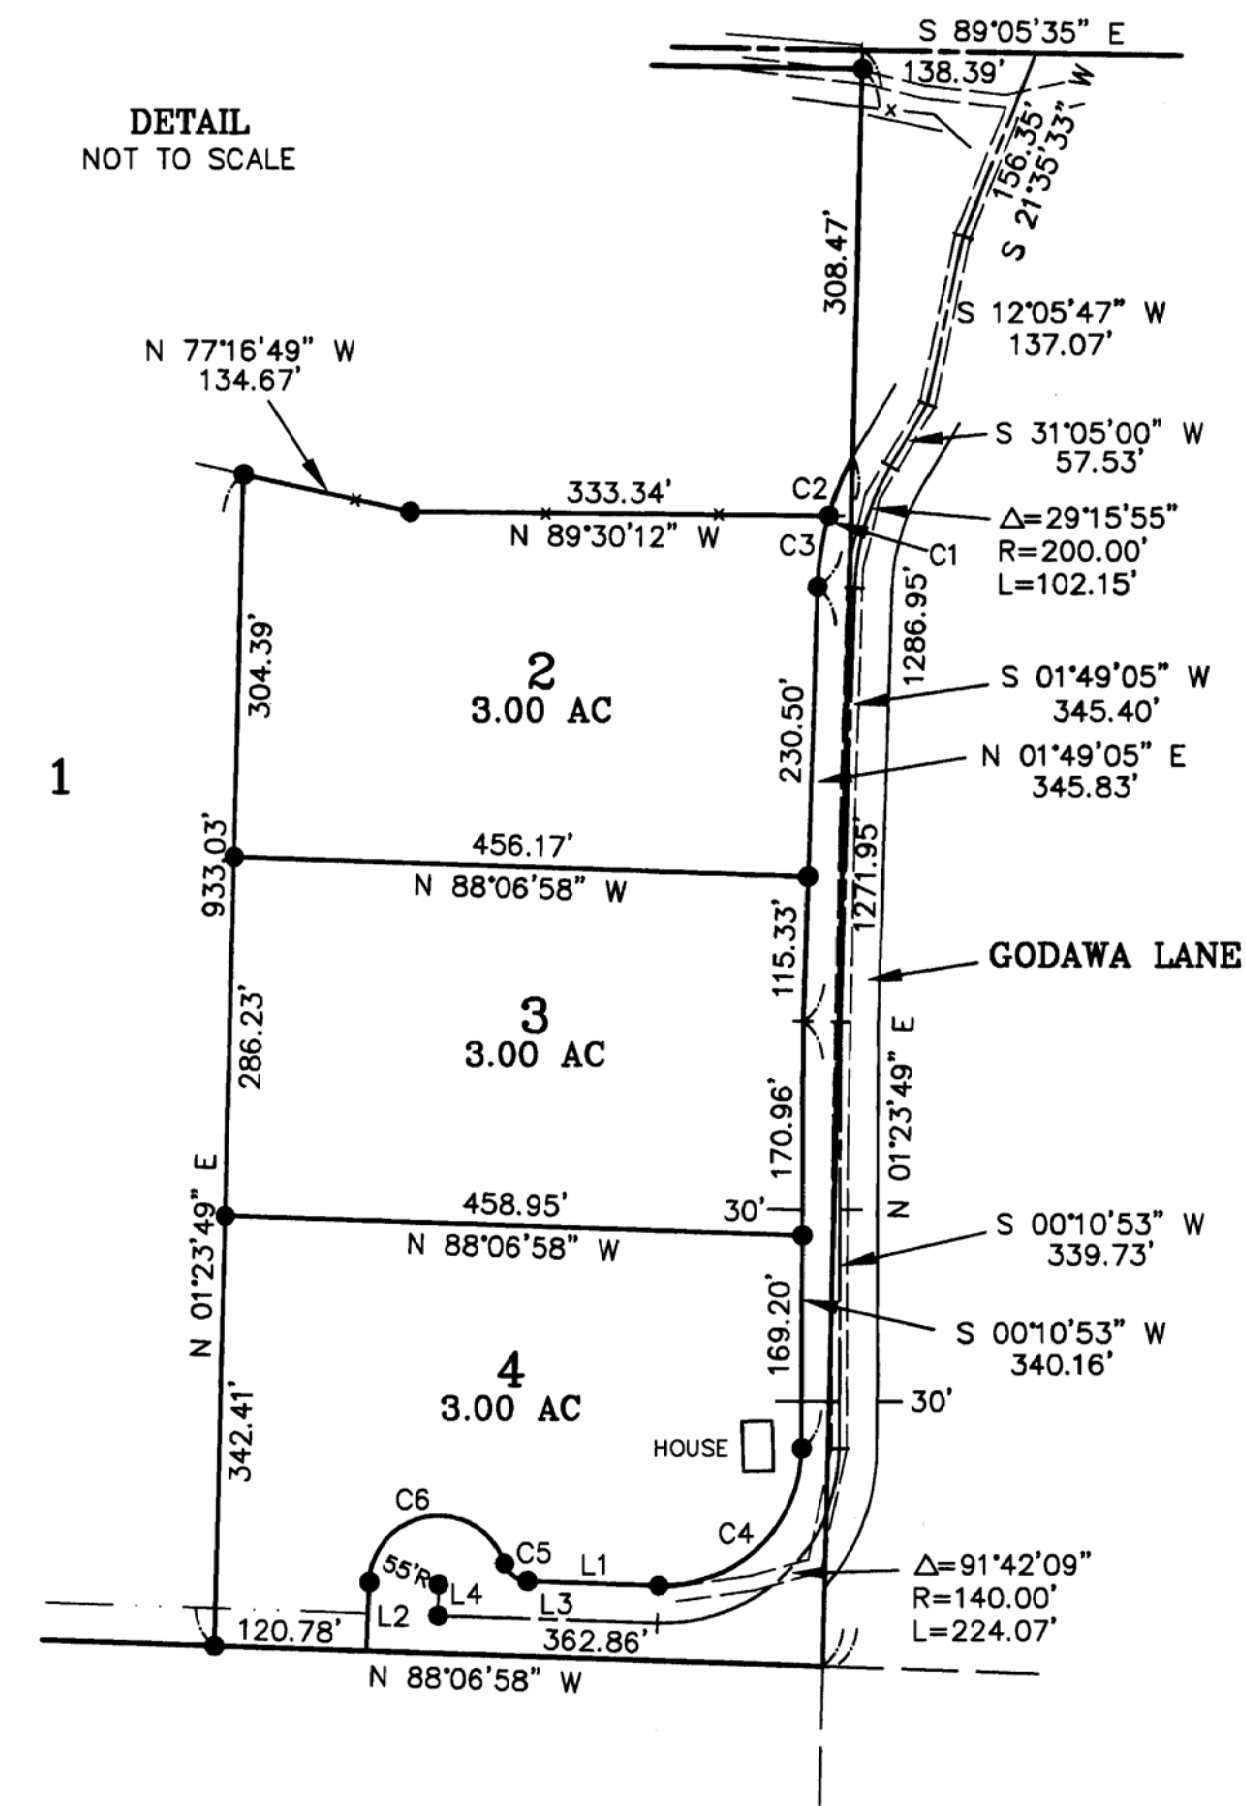 S 89°05'35" E
138.39'
DETAIL
NOT TO SCALE
156.35'
S 21°35'33" W
308.47'
S 12°05'47" W
137.07'
N 77°16'49" W
134.67'
S 31°05'00" W
57.53'
333.34'
N 89°30'12" W
C2
C3
C1
Δ=29°15'55"
R=200.00'
L=102.15'
1286.95'
304.39'
2
3.00 AC
230.50'
S 01°49'05" W
345.40'
N 01°49'05" E
345.83'
1
933.03'
456.17'
N 88°06'58" W
1271.95'
115.33'
GODAWA LANE
286.23'
3
3.00 AC
170.96'
N 01°23'49" E
N 01°23'49" E
458.95'
N 88°06'58" W
30'
S 00°10'53" W
339.73'
169.20'
S 00°10'53" W
340.16'
4
3.00 AC
30'
342.41'
HOUSE
C6
C5
C4
L1
55'R
L4
L3
L2
Δ=91°42'09"
R=140.00'
L=224.07'
120.78'
362.86'
N 88°06'58" W